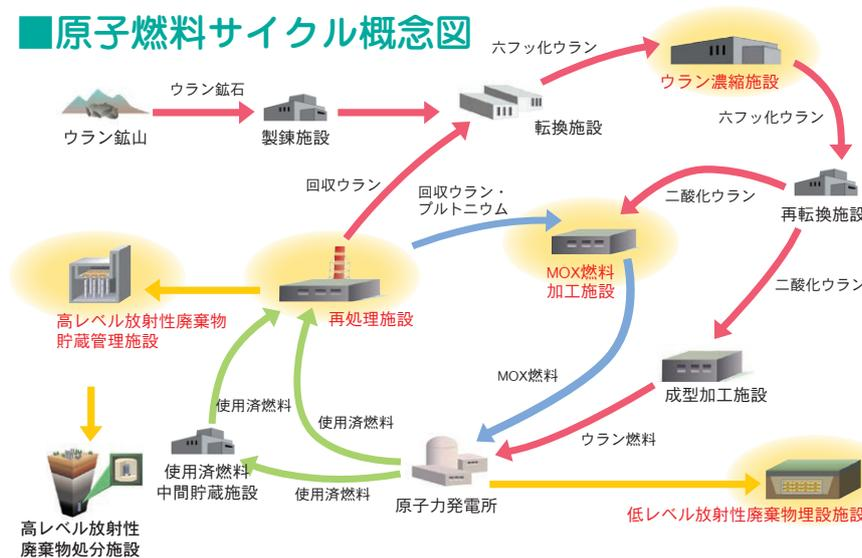 ■原子燃料サイクル概念図
六フッ化ウラン
ウラン鉱石
ウラン濃縮施設
ウラン鉱山
製錬施設
転換施設
六フッ化ウラン
回収ウラン
回収ウラン・
プルトニウム
二酸化ウラン
再転換施設
MOX燃料
加工施設
二酸化ウラン
高レベル放射性廃棄物
貯蔵管理施設
再処理施設
MOX燃料
成型加工施設
使用済燃料
使用済燃料
ウラン燃料
使用済燃料
中間貯蔵施設
使用済燃料
原子力発電所
低レベル放射性廃棄物埋設施設
高レベル放射性
廃棄物処分施設